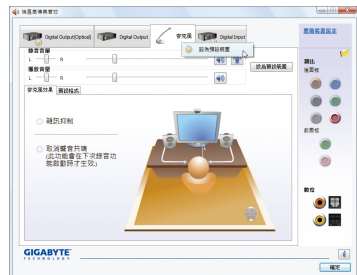 瑞昱高傳真音效
Digital Output(Optical)
Digital Output
麥克風
Digital Input
裝置進階設定
設為預設裝置
錄音音量
L
R
設為預設裝置
播放音量
L
R
麥克風效果
預設格式
雜訊抑制
取消聲音共鳴
(此功能會在下次錄音功
能啟動時才生效)
類比
後面板
前面板
數位
GIGABYTE
TECHNOLOGY
確定